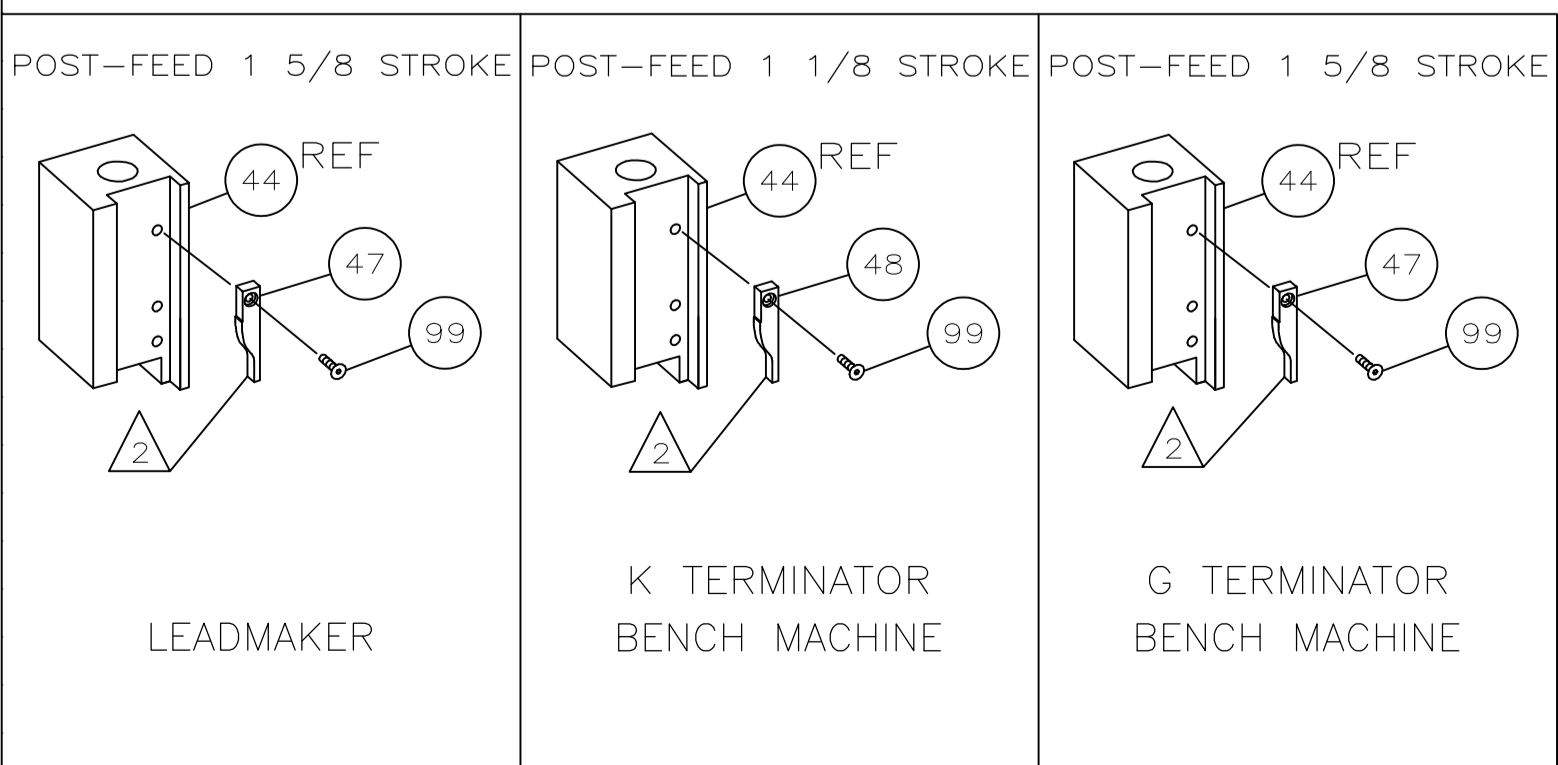 POST-FEED 1 5/8 STROKE
44 REF
47
99
2
LEADMAKER
POST-FEED 1 1/8 STROKE
44 REF
48
99
2
K TERMINATOR
BENCH MACHINE
POST-FEED 1 5/8 STROKE
44 REF
47
99
2
G TERMINATOR
BENCH MACHINE